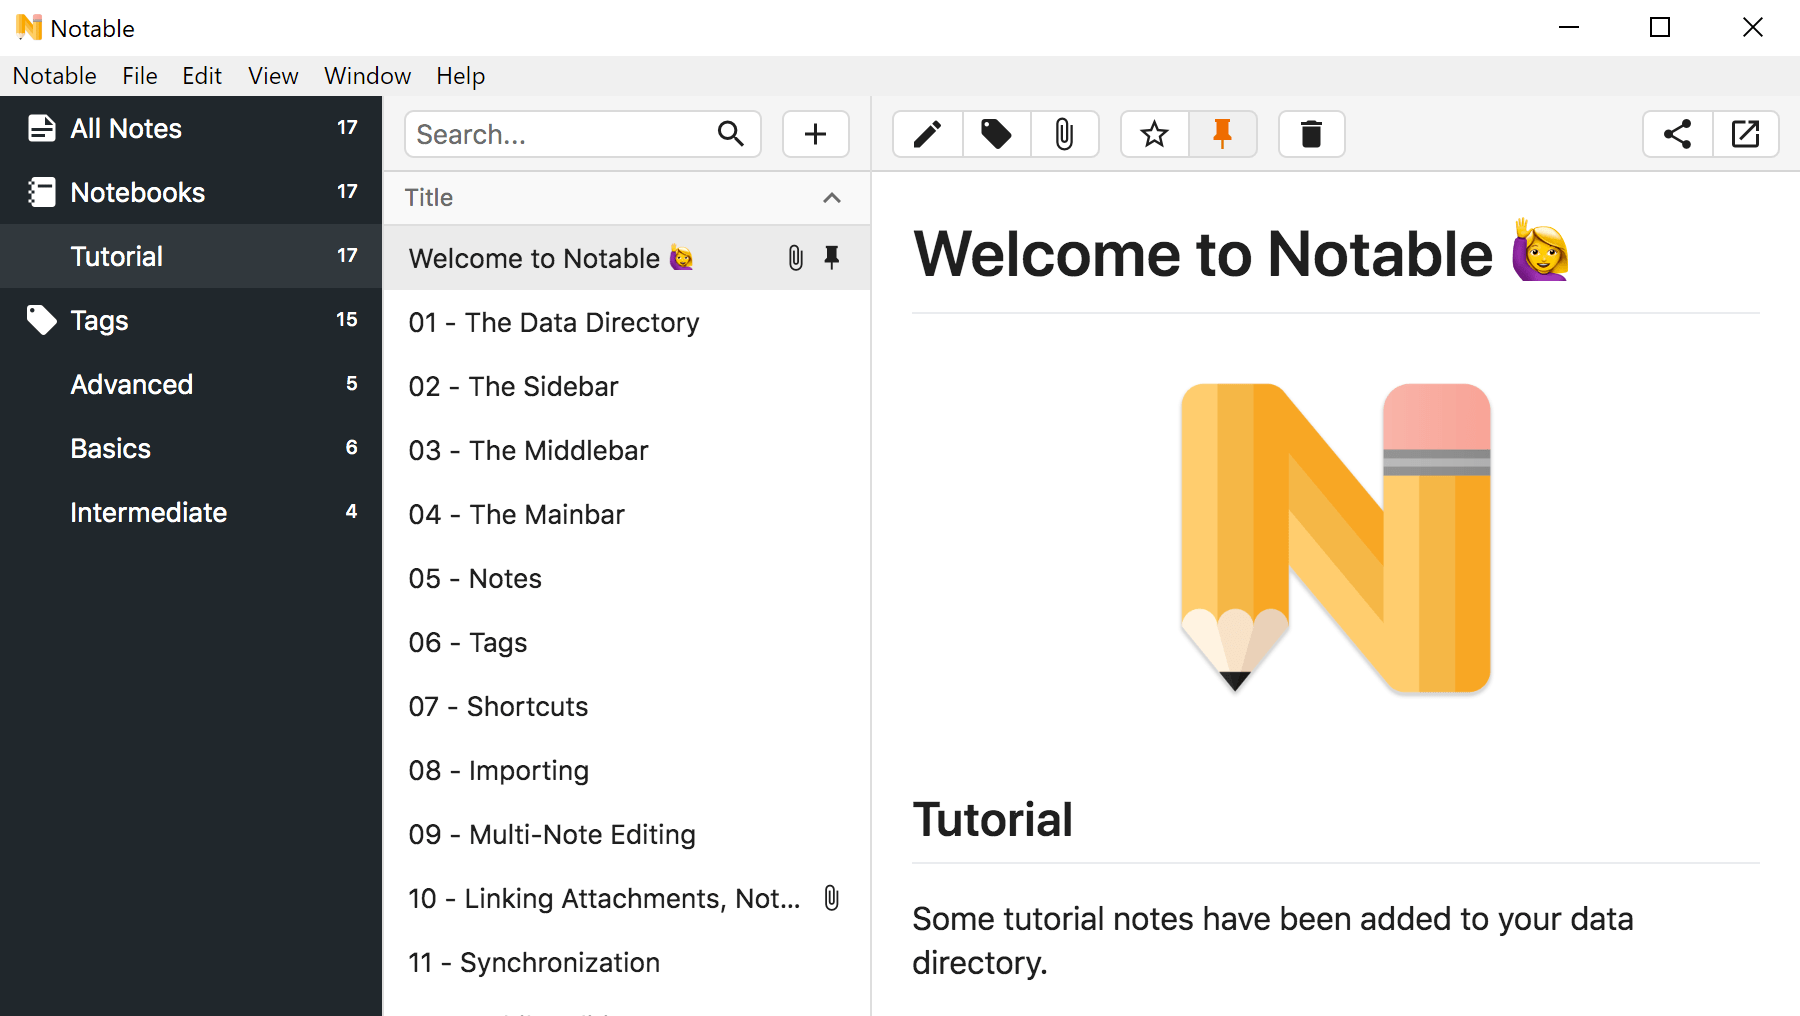 Notable
Notable File Edit View Window Help
All Notes 17
Notebooks 17
Tutorial 17
Tags 15
Advanced 5
Basics 6
Intermediate 4
Search...
Title
Welcome to Notable 🙋‍♀️
01 - The Data Directory
02 - The Sidebar
03 - The Middlebar
04 - The Mainbar
05 - Notes
06 - Tags
07 - Shortcuts
08 - Importing
09 - Multi-Note Editing
10 - Linking Attachments, Not...
11 - Synchronization
Welcome to Notable 🙋‍♀️
Tutorial
Some tutorial notes have been added to your data
directory.